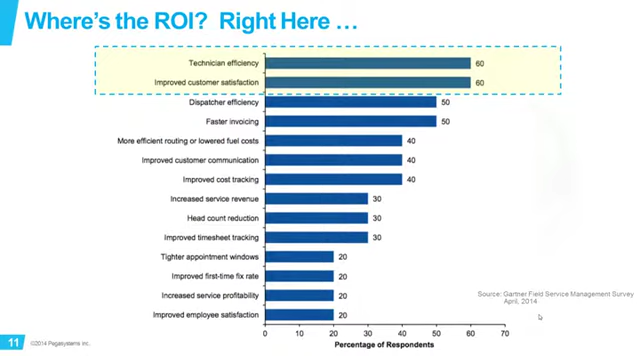 Where's the ROI? Right Here …
Technician efficiency 60
Improved customer satisfaction 60
Dispatcher efficiency 50
Faster invoicing 50
More efficient routing or lowered fuel costs 40
Improved customer communication 40
Improved cost tracking 40
Increased service revenue 30
Head count reduction 30
Improved timesheet tracking 30
Tighter appointment windows 20
Improved first-time fix rate 20
Increased service profitability 20
Improved employee satisfaction 20
0 10 20 30 40 50 60 70
Percentage of Respondents
Source: Gartner Field Service Management Survey
April, 2014
11 ©2014 Pegasystems Inc.